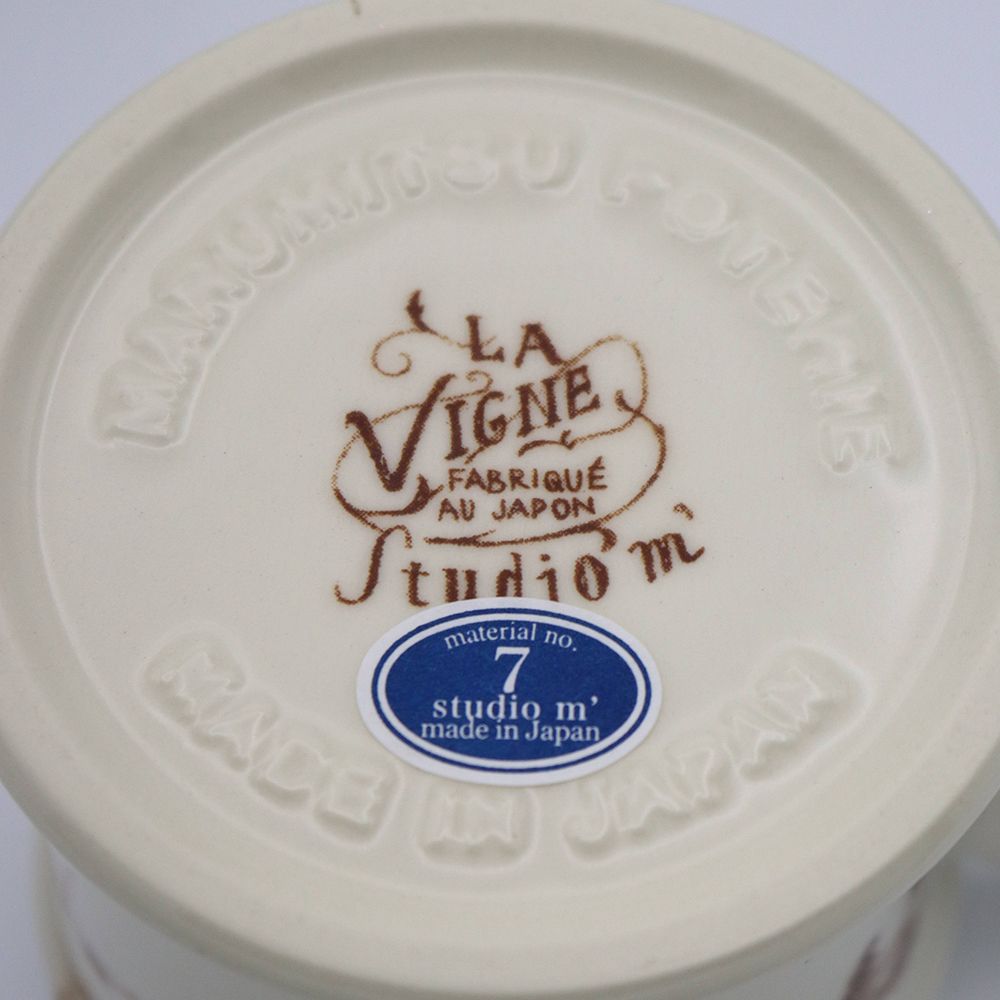 MARUMITSU POTERIE
LA
VIGNE
FABRIQUÉ
AU JAPON
Studio m'
material no.
7
studio m'
made in Japan
MADE IN JAPAN